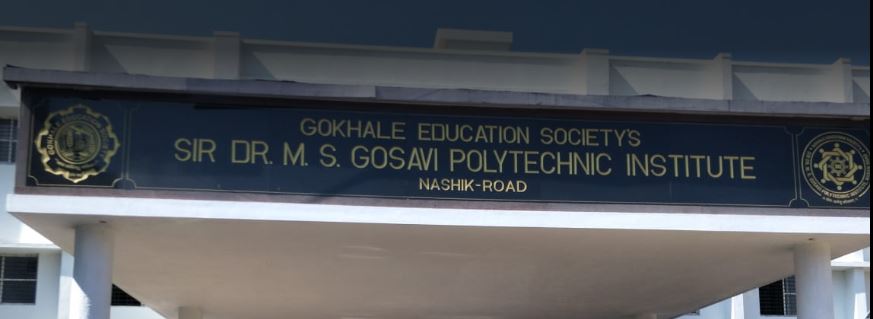 GOKHALE EDUCATION SOCIETY'S
SIR DR. M. S. GOSAVI POLYTECHNIC INSTITUTE
NASHIK-ROAD